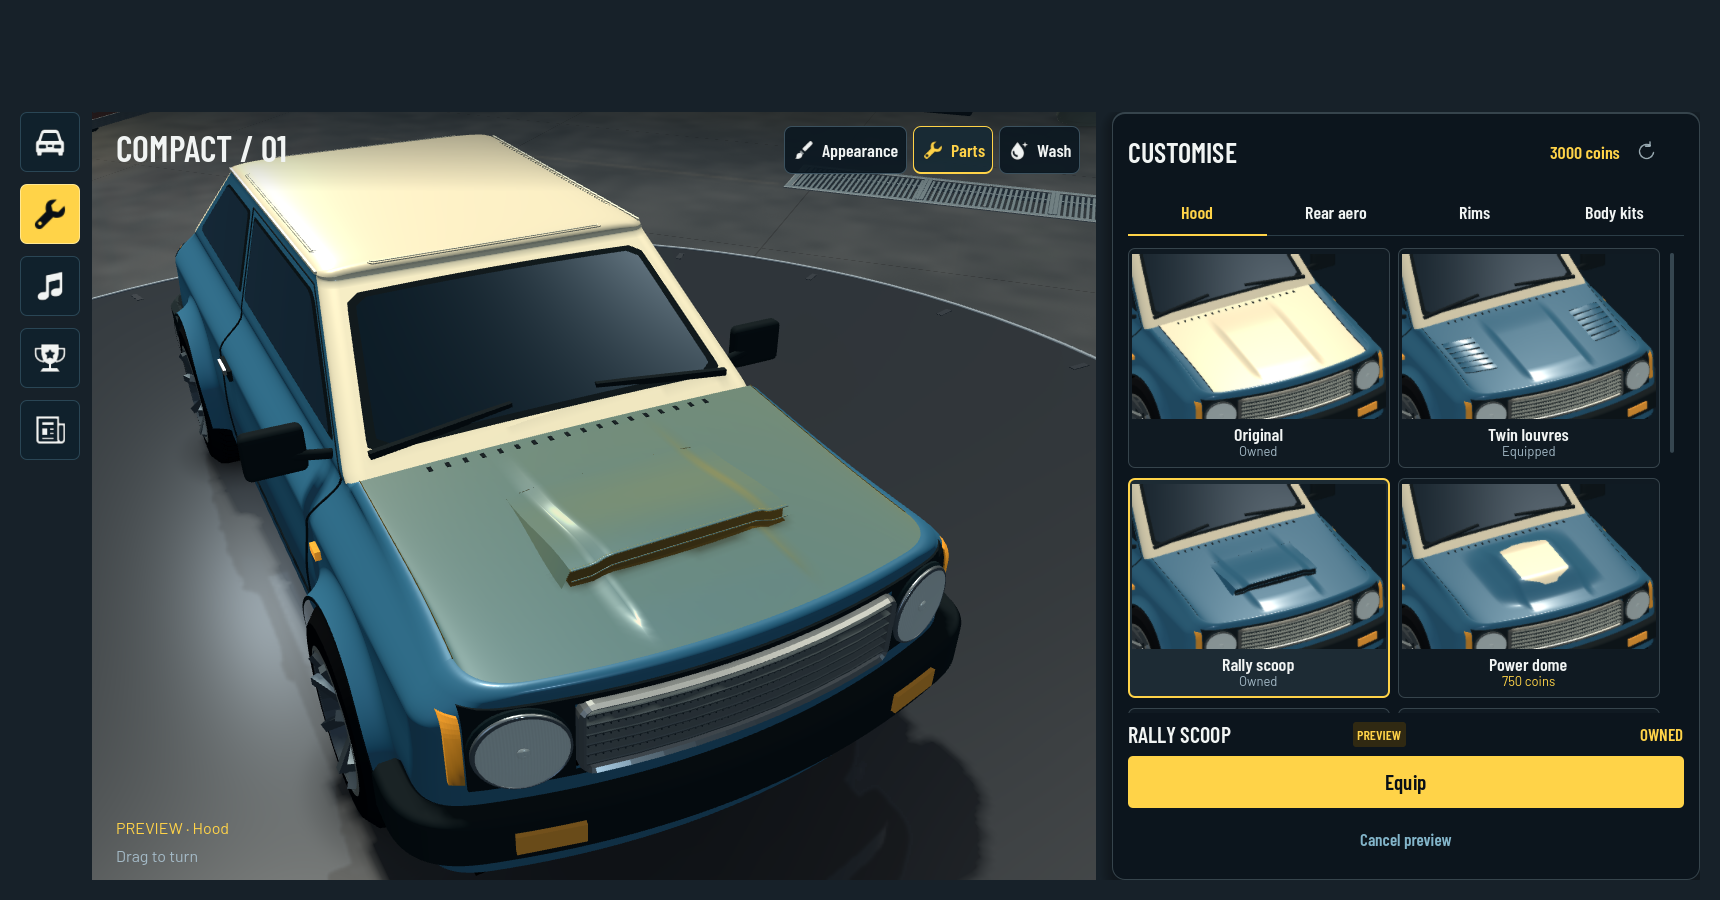 COMPACT / 01
Appearance
Parts
Wash
PREVIEW · Hood
Drag to turn
CUSTOMISE
3000 coins
Hood
Rear aero
Rims
Body kits
Original
Owned
Twin louvres
Equipped
Rally scoop
Owned
Power dome
750 coins
RALLY SCOOP
PREVIEW
OWNED
Equip
Cancel preview